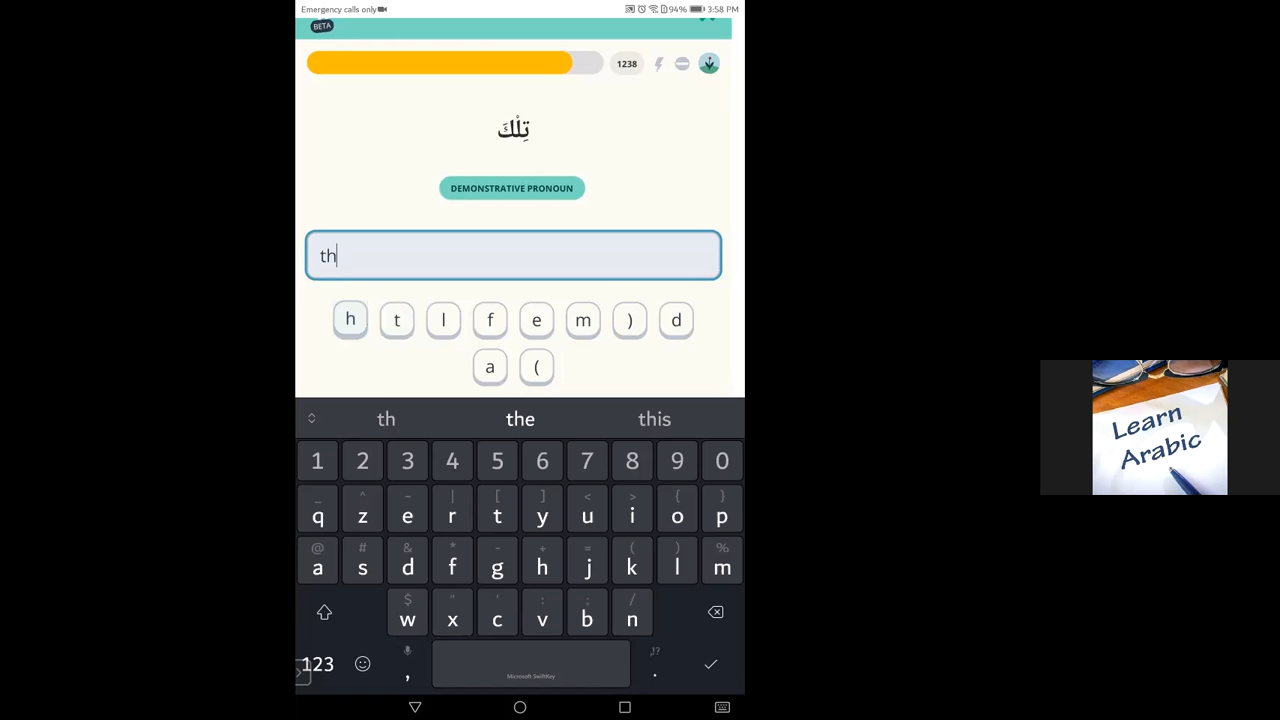 Emergency calls only 94% 3:58 PM
BETA
1238
تِلْكَ
DEMONSTRATIVE PRONOUN
th
h t l f e m ) d
a (
th the this
1 2 3 4 5 6 7 8 9 0
_ ^ ~ | [ ] < > { }
q z e r t y u i o p
@ # & * - + = ( ) %
a s d f g h j k l m
$ " ' : ; /
w x c v b n
,!?
123 , Microsoft SwiftKey .
Learn
Arabic